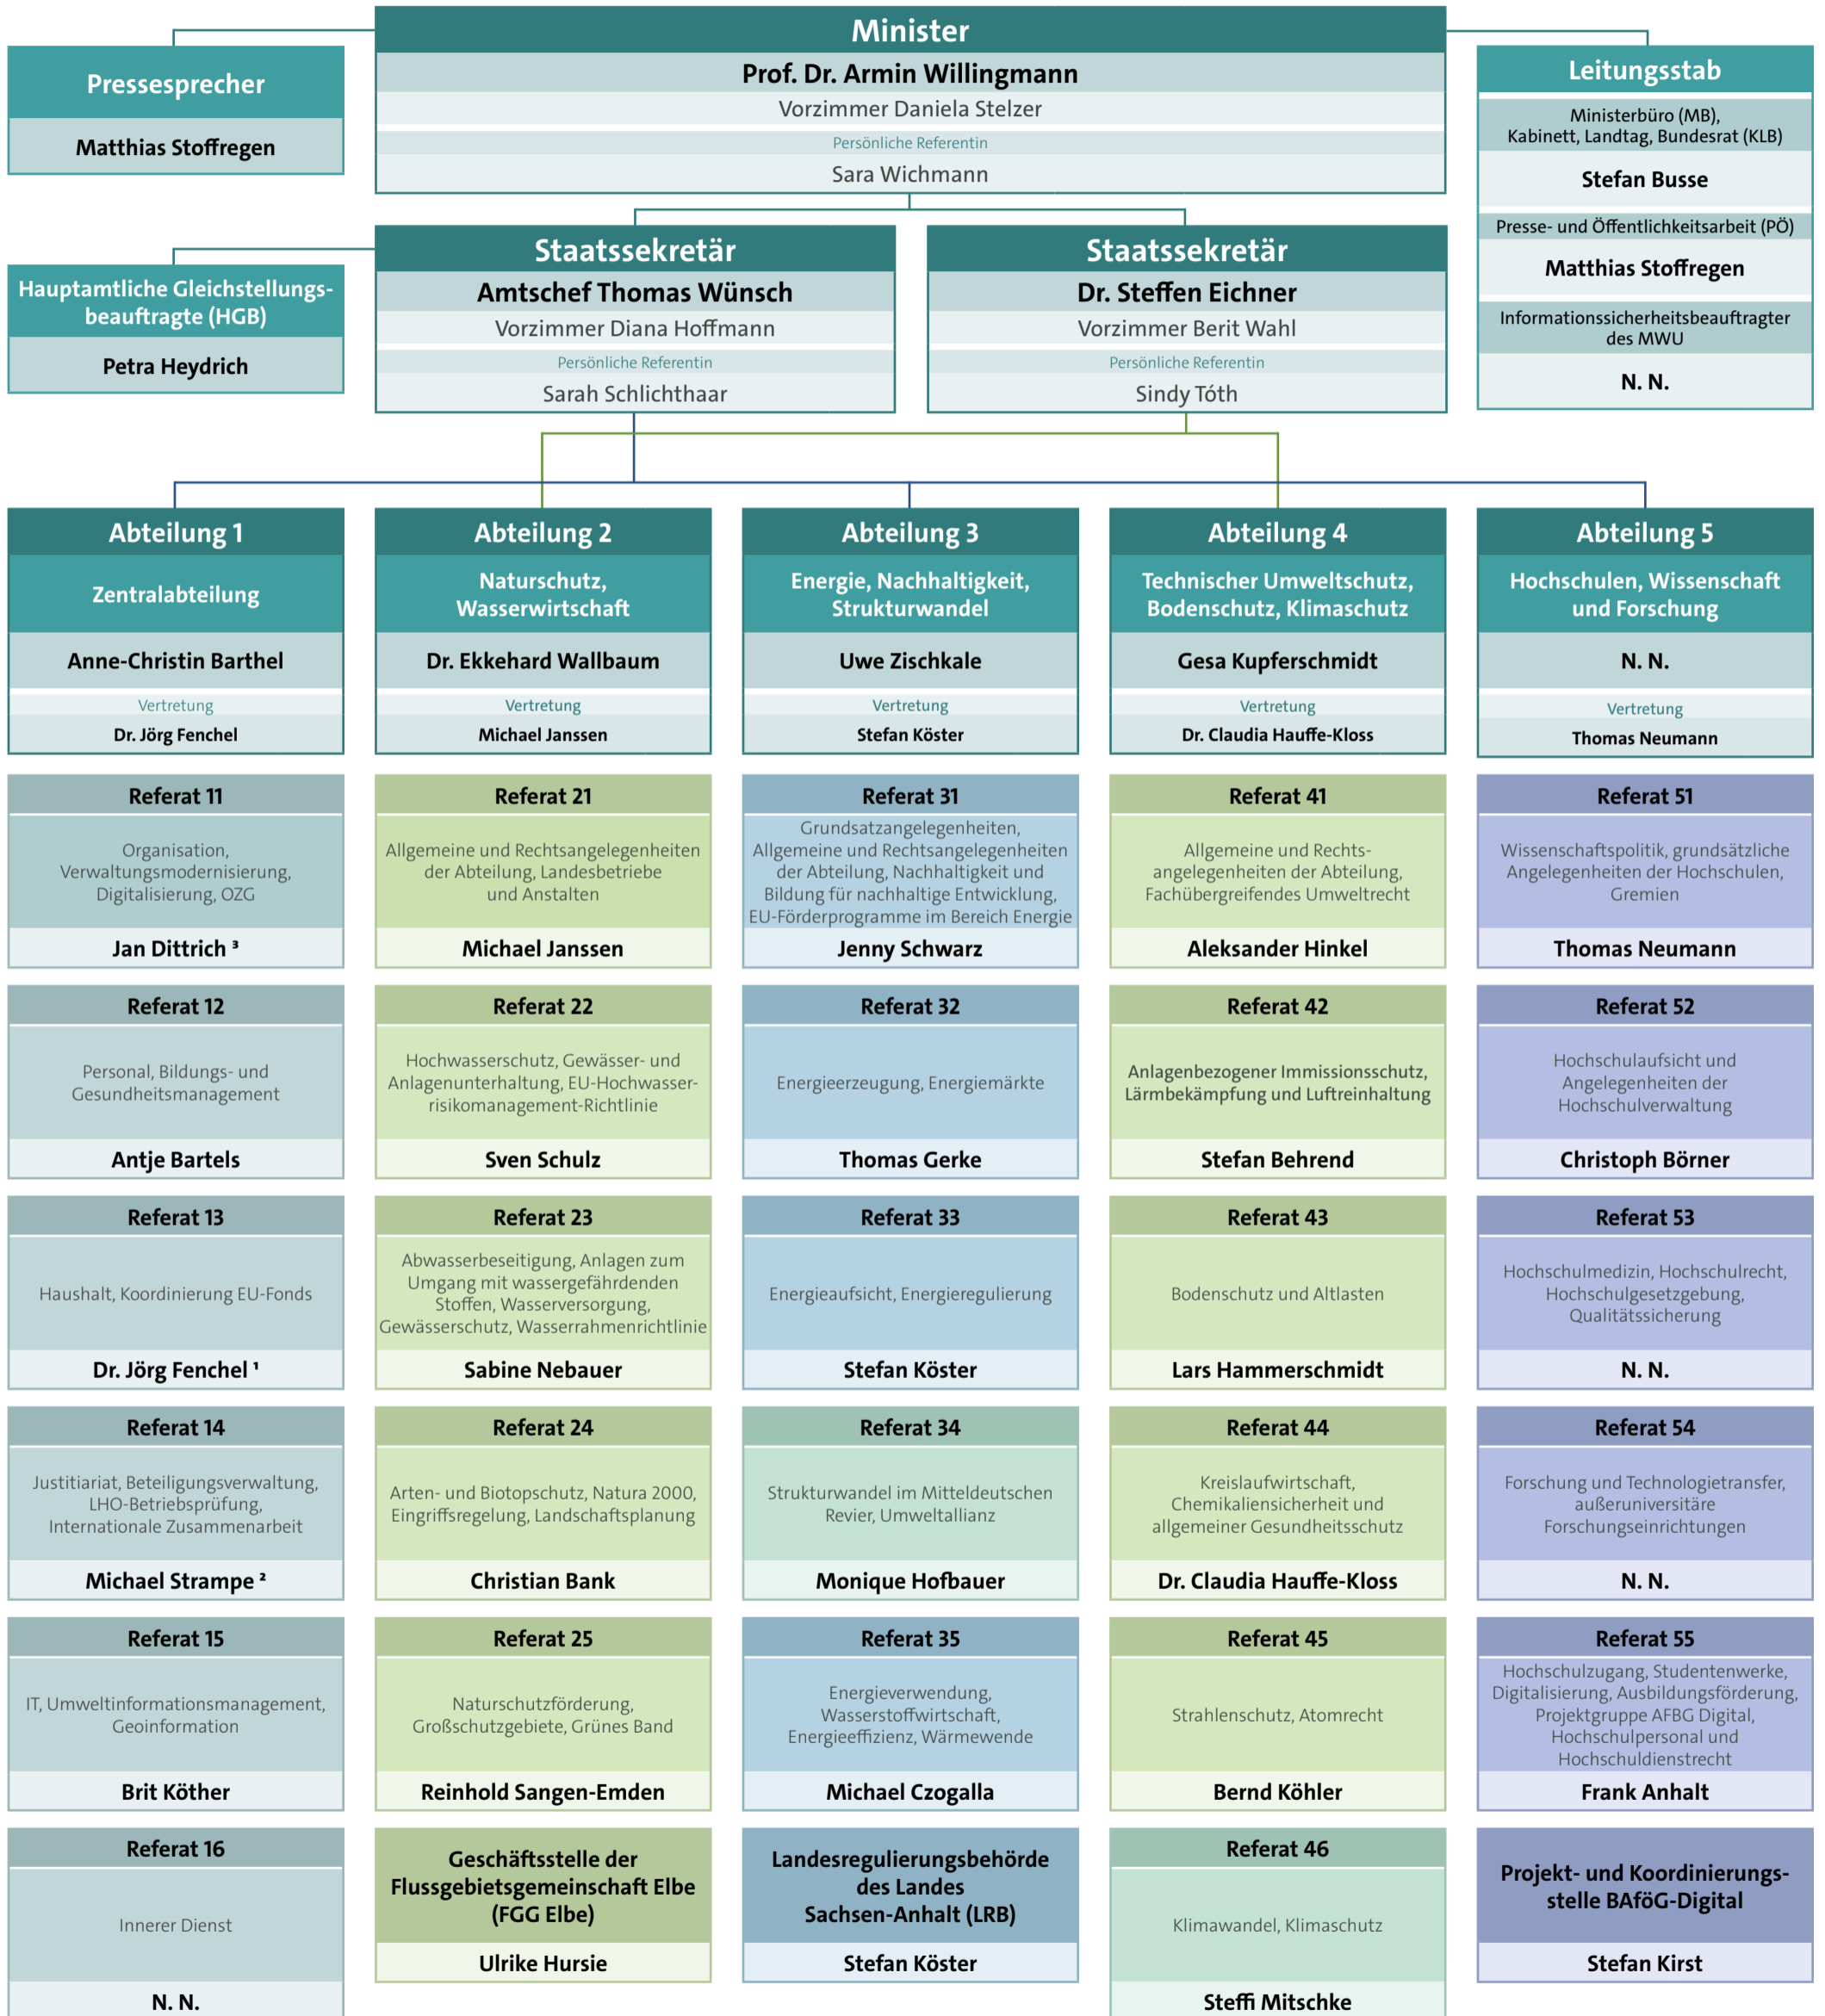 Minister
Prof. Dr. Armin Willingmann
Vorzimmer Daniela Stelzer
Persönliche Referentin
Sara Wichmann
Pressesprecher
Matthias Stoffregen
Leitungsstab
Ministerbüro (MB),
Kabinett, Landtag, Bundesrat (KLB)
Stefan Busse
Presse- und Öffentlichkeitsarbeit (PÖ)
Matthias Stoffregen
Informationssicherheitsbeauftragter
des MWU
N. N.
Hauptamtliche Gleichstellungs-
beauftragte (HGB)
Petra Heydrich
Staatssekretär
Amtschef Thomas Wünsch
Vorzimmer Diana Hoffmann
Persönliche Referentin
Sarah Schlichthaar
Staatssekretär
Dr. Steffen Eichner
Vorzimmer Berit Wahl
Persönliche Referentin
Sindy Tóth
Abteilung 1
Zentralabteilung
Anne-Christin Barthel
Vertretung
Dr. Jörg Fenchel
Referat 11
Organisation,
Verwaltungsmodernisierung,
Digitalisierung, OZG
Jan Dittrich ³
Referat 12
Personal, Bildungs- und
Gesundheitsmanagement
Antje Bartels
Referat 13
Haushalt, Koordinierung EU-Fonds
Dr. Jörg Fenchel ¹
Referat 14
Justitiariat, Beteiligungsverwaltung,
LHO-Betriebsprüfung,
Internationale Zusammenarbeit
Michael Strampe ²
Referat 15
IT, Umweltinformationsmanagement,
Geoinformation
Brit Köther
Referat 16
Innerer Dienst
N. N.
Abteilung 2
Naturschutz,
Wasserwirtschaft
Dr. Ekkehard Wallbaum
Vertretung
Michael Janssen
Referat 21
Allgemeine und Rechtsangelegenheiten
der Abteilung, Landesbetriebe
und Anstalten
Michael Janssen
Referat 22
Hochwasserschutz, Gewässer- und
Anlagenunterhaltung, EU-Hochwasser-
risikomanagement-Richtlinie
Sven Schulz
Referat 23
Abwasserbeseitigung, Anlagen zum
Umgang mit wassergefährdenden
Stoffen, Wasserversorgung,
Gewässerschutz, Wasserrahmenrichtlinie
Sabine Nebauer
Referat 24
Arten- und Biotopschutz, Natura 2000,
Eingriffsregelung, Landschaftsplanung
Christian Bank
Referat 25
Naturschutzförderung,
Großschutzgebiete, Grünes Band
Reinhold Sangen-Emden
Geschäftsstelle der
Flussgebietsgemeinschaft Elbe
(FGG Elbe)
Ulrike Hursie
Abteilung 3
Energie, Nachhaltigkeit,
Strukturwandel
Uwe Zischkale
Vertretung
Stefan Köster
Referat 31
Grundsatzangelegenheiten,
Allgemeine und Rechtsangelegenheiten
der Abteilung, Nachhaltigkeit und
Bildung für nachhaltige Entwicklung,
EU-Förderprogramme im Bereich Energie
Jenny Schwarz
Referat 32
Energieerzeugung, Energiemärkte
Thomas Gerke
Referat 33
Energieaufsicht, Energieregulierung
Stefan Köster
Referat 34
Strukturwandel im Mitteldeutschen
Revier, Umweltallianz
Monique Hofbauer
Referat 35
Energieverwendung,
Wasserstoffwirtschaft,
Energieeffizienz, Wärmewende
Michael Czogalla
Landesregulierungsbehörde
des Landes
Sachsen-Anhalt (LRB)
Stefan Köster
Abteilung 4
Technischer Umweltschutz,
Bodenschutz, Klimaschutz
Gesa Kupferschmidt
Vertretung
Dr. Claudia Hauffe-Kloss
Referat 41
Allgemeine und Rechts-
angelegenheiten der Abteilung,
Fachübergreifendes Umweltrecht
Aleksander Hinkel
Referat 42
Anlagenbezogener Immissionsschutz,
Lärmbekämpfung und Luftreinhaltung
Stefan Behrend
Referat 43
Bodenschutz und Altlasten
Lars Hammerschmidt
Referat 44
Kreislaufwirtschaft,
Chemikaliensicherheit und
allgemeiner Gesundheitsschutz
Dr. Claudia Hauffe-Kloss
Referat 45
Strahlenschutz, Atomrecht
Bernd Köhler
Referat 46
Klimawandel, Klimaschutz
Steffi Mitschke
Abteilung 5
Hochschulen, Wissenschaft
und Forschung
N. N.
Vertretung
Thomas Neumann
Referat 51
Wissenschaftspolitik, grundsätzliche
Angelegenheiten der Hochschulen,
Gremien
Thomas Neumann
Referat 52
Hochschulaufsicht und
Angelegenheiten der
Hochschulverwaltung
Christoph Börner
Referat 53
Hochschulmedizin, Hochschulrecht,
Hochschulgesetzgebung,
Qualitätssicherung
N. N.
Referat 54
Forschung und Technologietransfer,
außeruniversitäre
Forschungseinrichtungen
N. N.
Referat 55
Hochschulzugang, Studentenwerke,
Digitalisierung, Ausbildungsförderung,
Projektgruppe AFBG Digital,
Hochschulpersonal und
Hochschuldienstrecht
Frank Anhalt
Projekt- und Koordinierungs-
stelle BAföG-Digital
Stefan Kirst